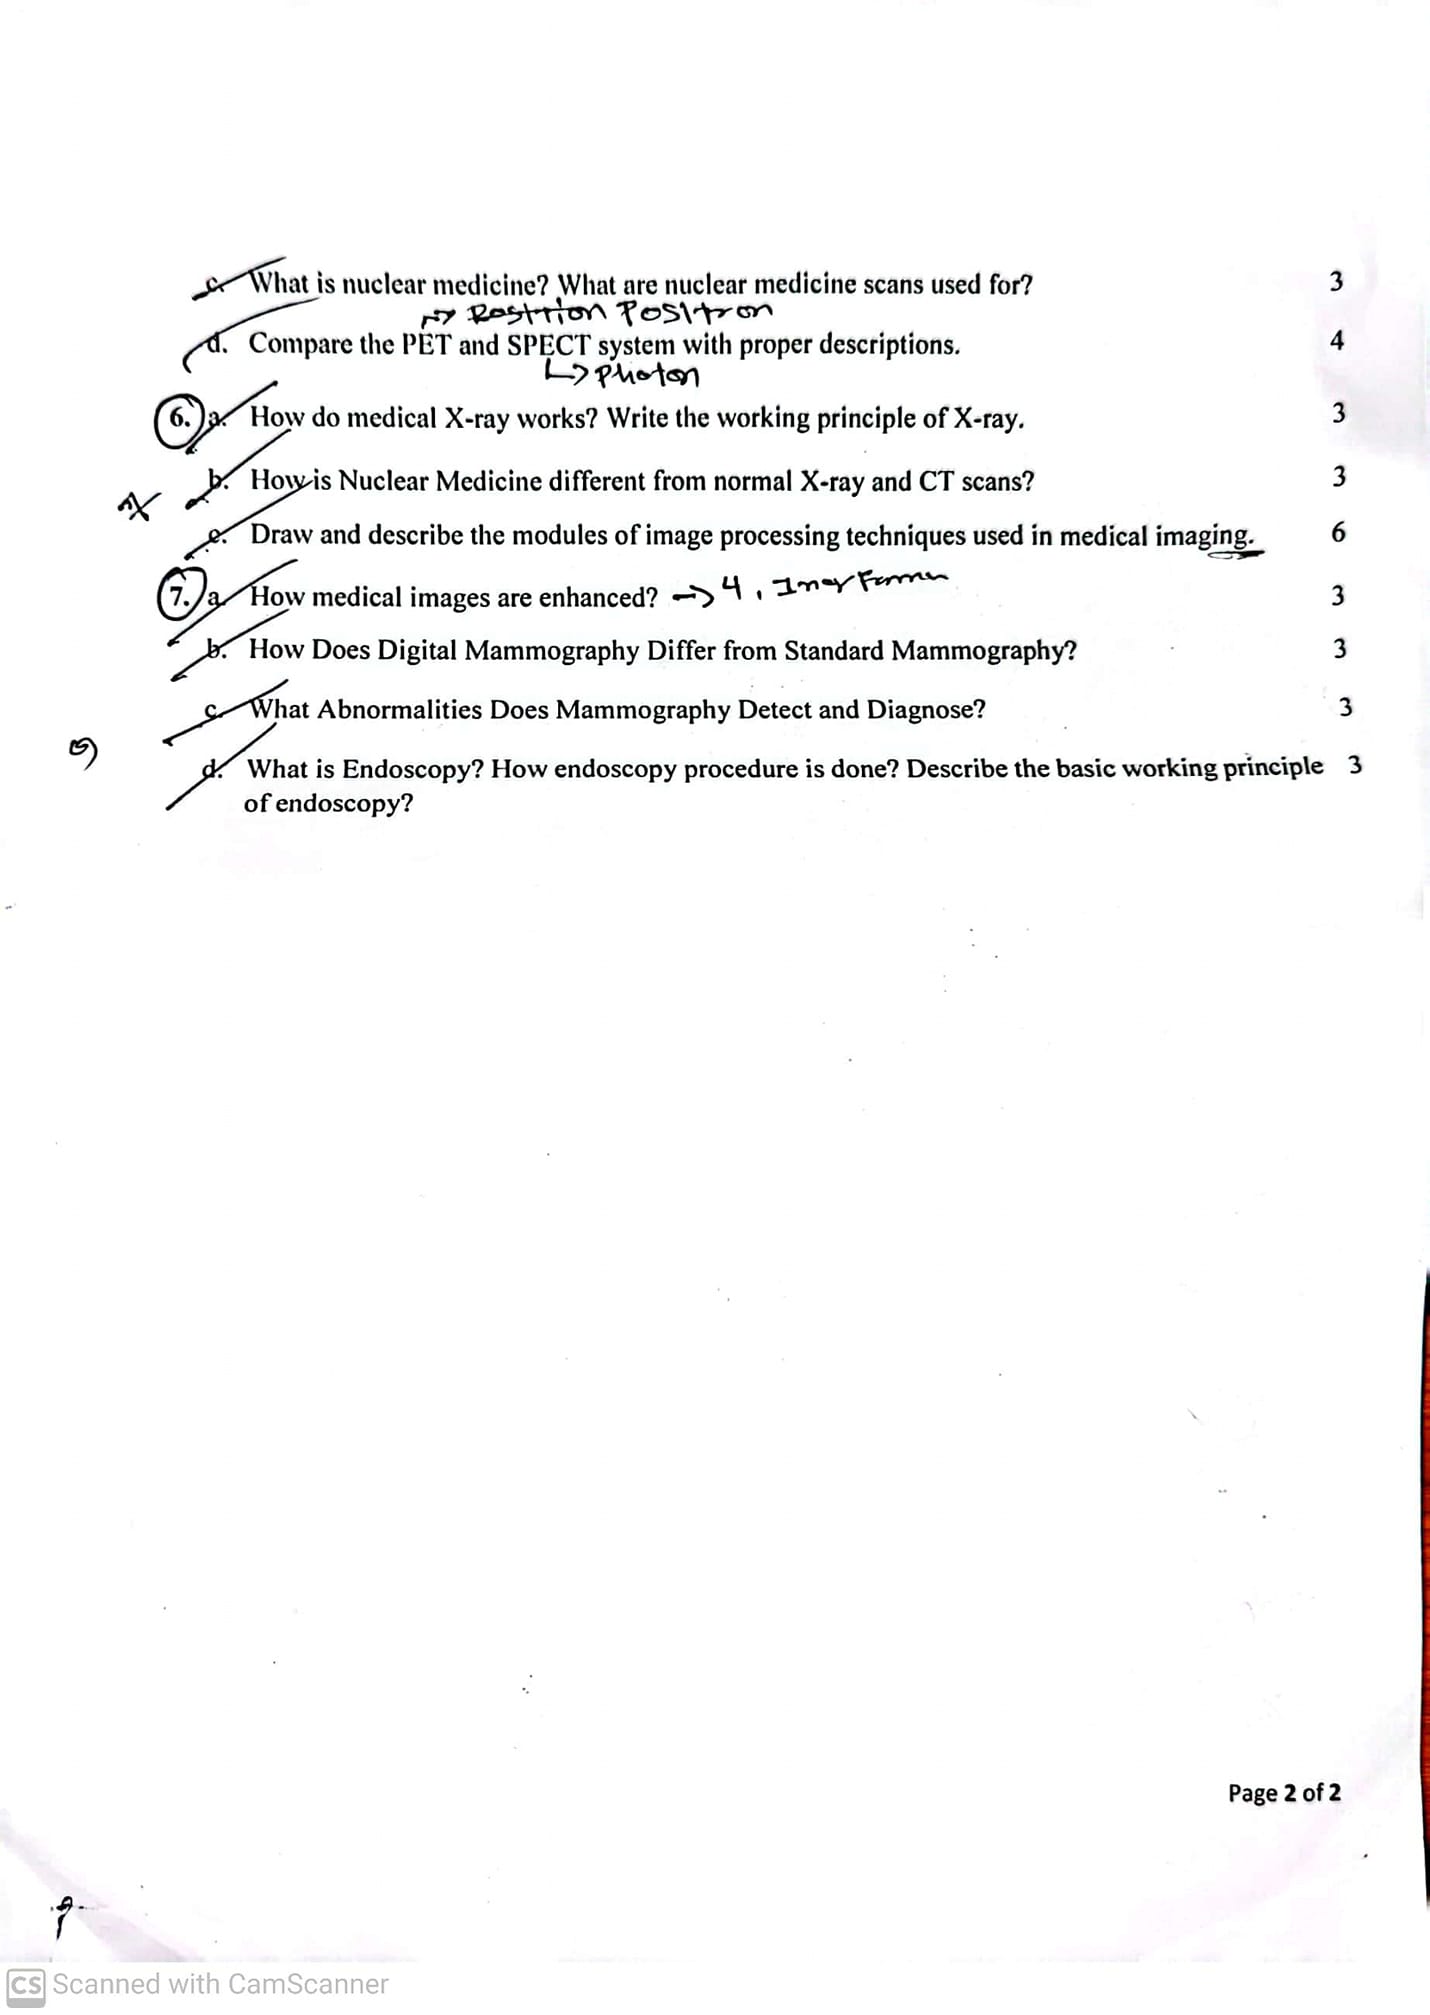 c. What is nuclear medicine? What are nuclear medicine scans used for? 3
Positron
d. Compare the PET and SPECT system with proper descriptions. 4
↳ Photon
6. a. How do medical X-ray works? Write the working principle of X-ray. 3
b. How is Nuclear Medicine different from normal X-ray and CT scans? 3
c. Draw and describe the modules of image processing techniques used in medical imaging. 6
7. a. How medical images are enhanced? → 4, 3
b. How Does Digital Mammography Differ from Standard Mammography? 3
c. What Abnormalities Does Mammography Detect and Diagnose? 3
d. What is Endoscopy? How endoscopy procedure is done? Describe the basic working principle 3
of endoscopy?
Page 2 of 2
CS Scanned with CamScanner